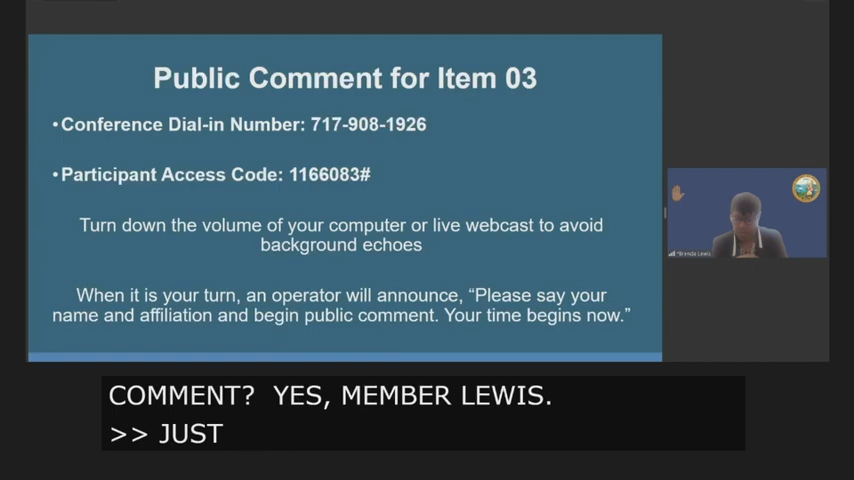 Public Comment for Item 03
•Conference Dial-in Number: 717-908-1926
•Participant Access Code: 1166083#
Turn down the volume of your computer or live webcast to avoid
background echoes
When it is your turn, an operator will announce, “Please say your
name and affiliation and begin public comment. Your time begins now.”
*Brenda Lewis
COMMENT?  YES, MEMBER LEWIS.
>> JUST